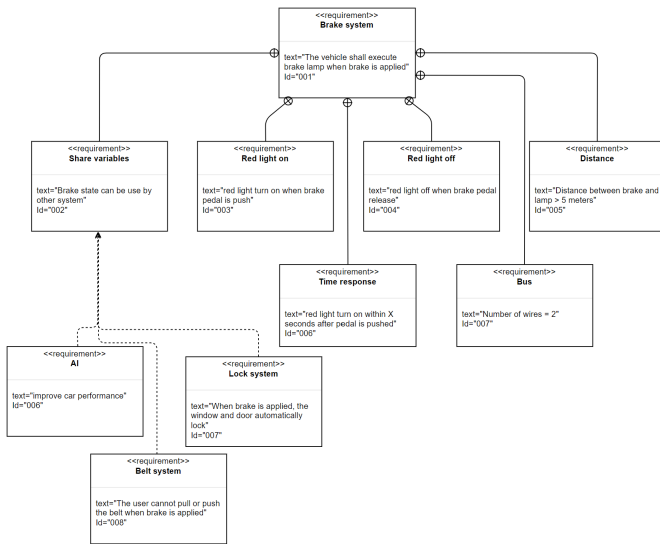 <<requirement>>
Brake system
text="The vehicle shall execute
brake lamp when brake is applied"
Id="001"
<<requirement>>
Share variables
text="Brake state can be use by
other system"
Id="002"
<<requirement>>
Red light on
text="red light turn on when brake
pedal is push"
Id="003"
<<requirement>>
Red light off
text="red light off when brake pedal
release"
Id="004"
<<requirement>>
Distance
text="Distance between brake and
lamp > 5 meters"
Id="005"
<<requirement>>
Time response
text="red light turn on within X
seconds after pedal is pushed"
Id="006"
<<requirement>>
Bus
text="Number of wires = 2"
Id="007"
<<requirement>>
AI
text="improve car performance"
Id="006"
<<requirement>>
Lock system
text="When brake is applied, the
window and door automatically
lock"
Id="007"
<<requirement>>
Belt system
text="The user cannot pull or push
the belt when brake is applied"
Id="008"